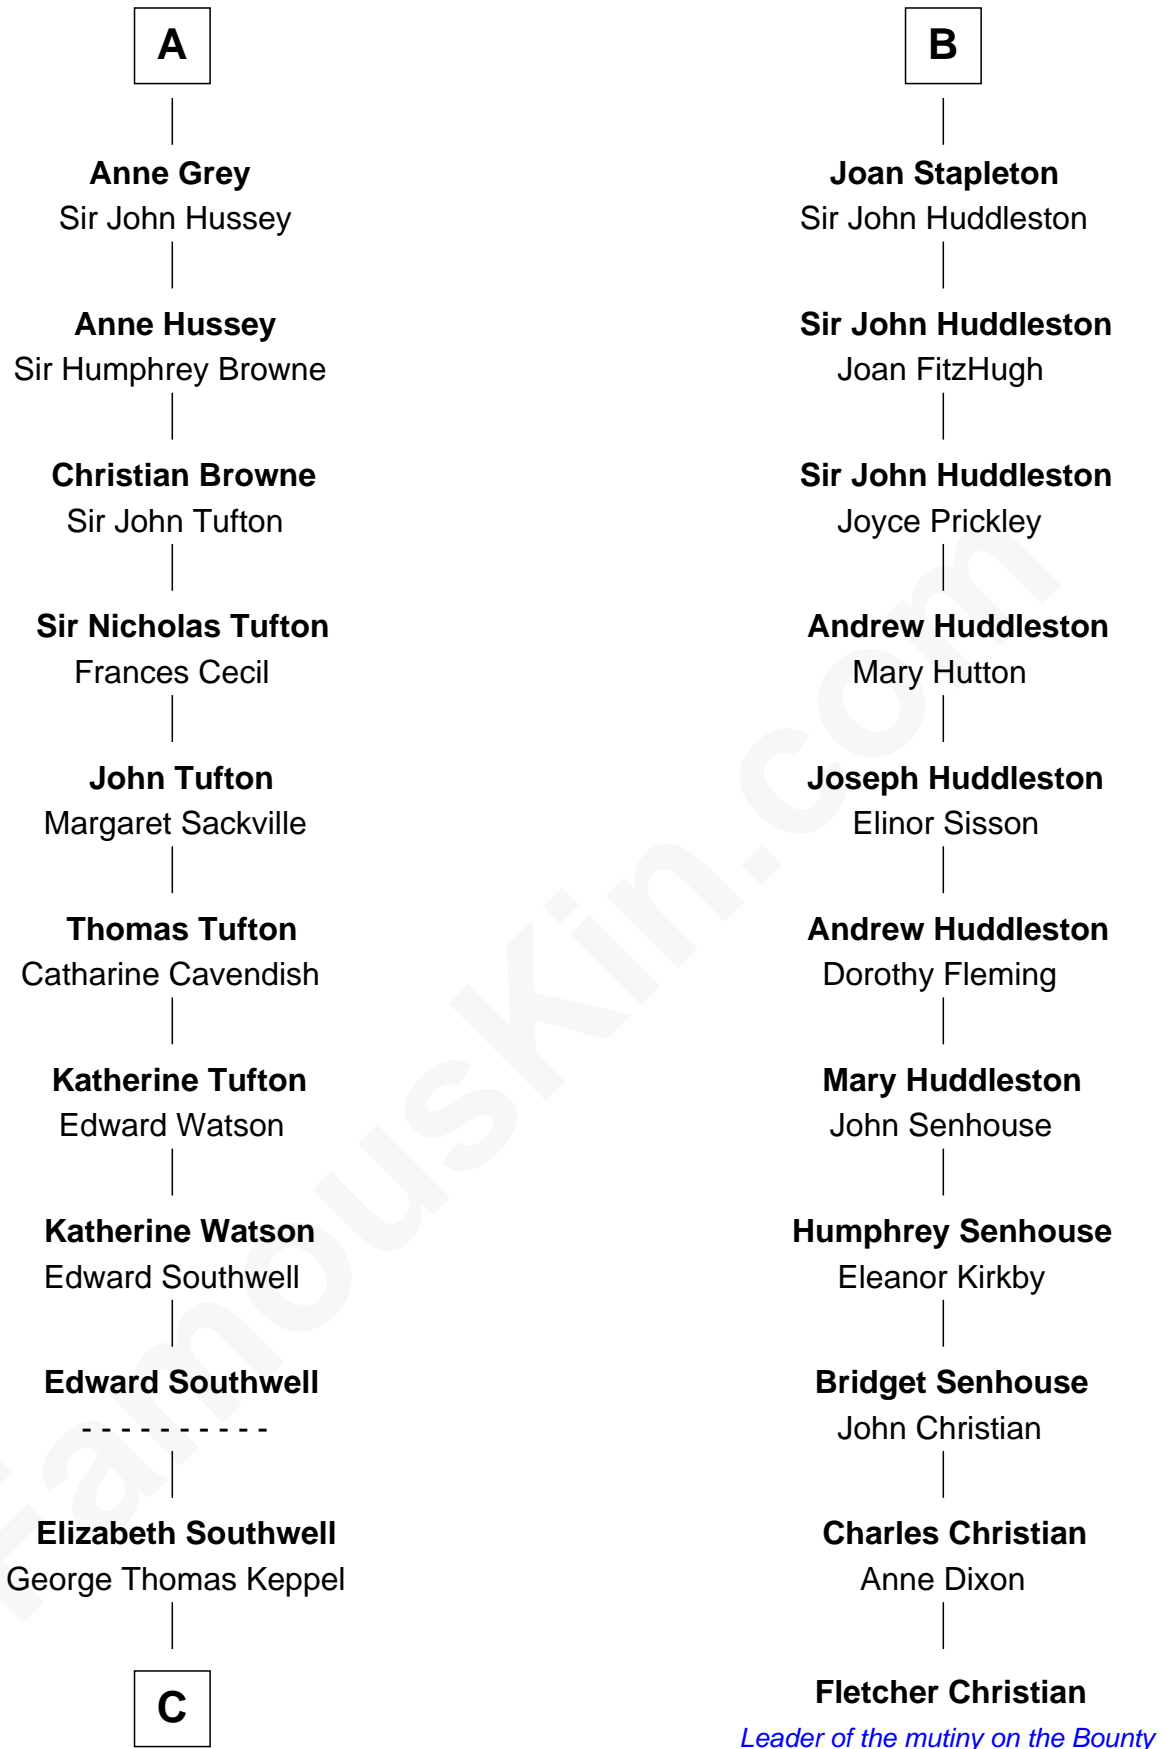 A
Anne Grey
Sir John Hussey
Anne Hussey
Sir Humphrey Browne
Christian Browne
Sir John Tufton
Sir Nicholas Tufton
Frances Cecil
John Tufton
Margaret Sackville
Thomas Tufton
Catharine Cavendish
Katherine Tufton
Edward Watson
Katherine Watson
Edward Southwell
Edward Southwell
- - - - - - - - - -
Elizabeth Southwell
George Thomas Keppel
C
B
Joan Stapleton
Sir John Huddleston
Sir John Huddleston
Joan FitzHugh
Sir John Huddleston
Joyce Prickley
Andrew Huddleston
Mary Hutton
Joseph Huddleston
Elinor Sisson
Andrew Huddleston
Dorothy Fleming
Mary Huddleston
John Senhouse
Humphrey Senhouse
Eleanor Kirkby
Bridget Senhouse
John Christian
Charles Christian
Anne Dixon
Fletcher Christian
Leader of the mutiny on the Bounty
FamousKin.com